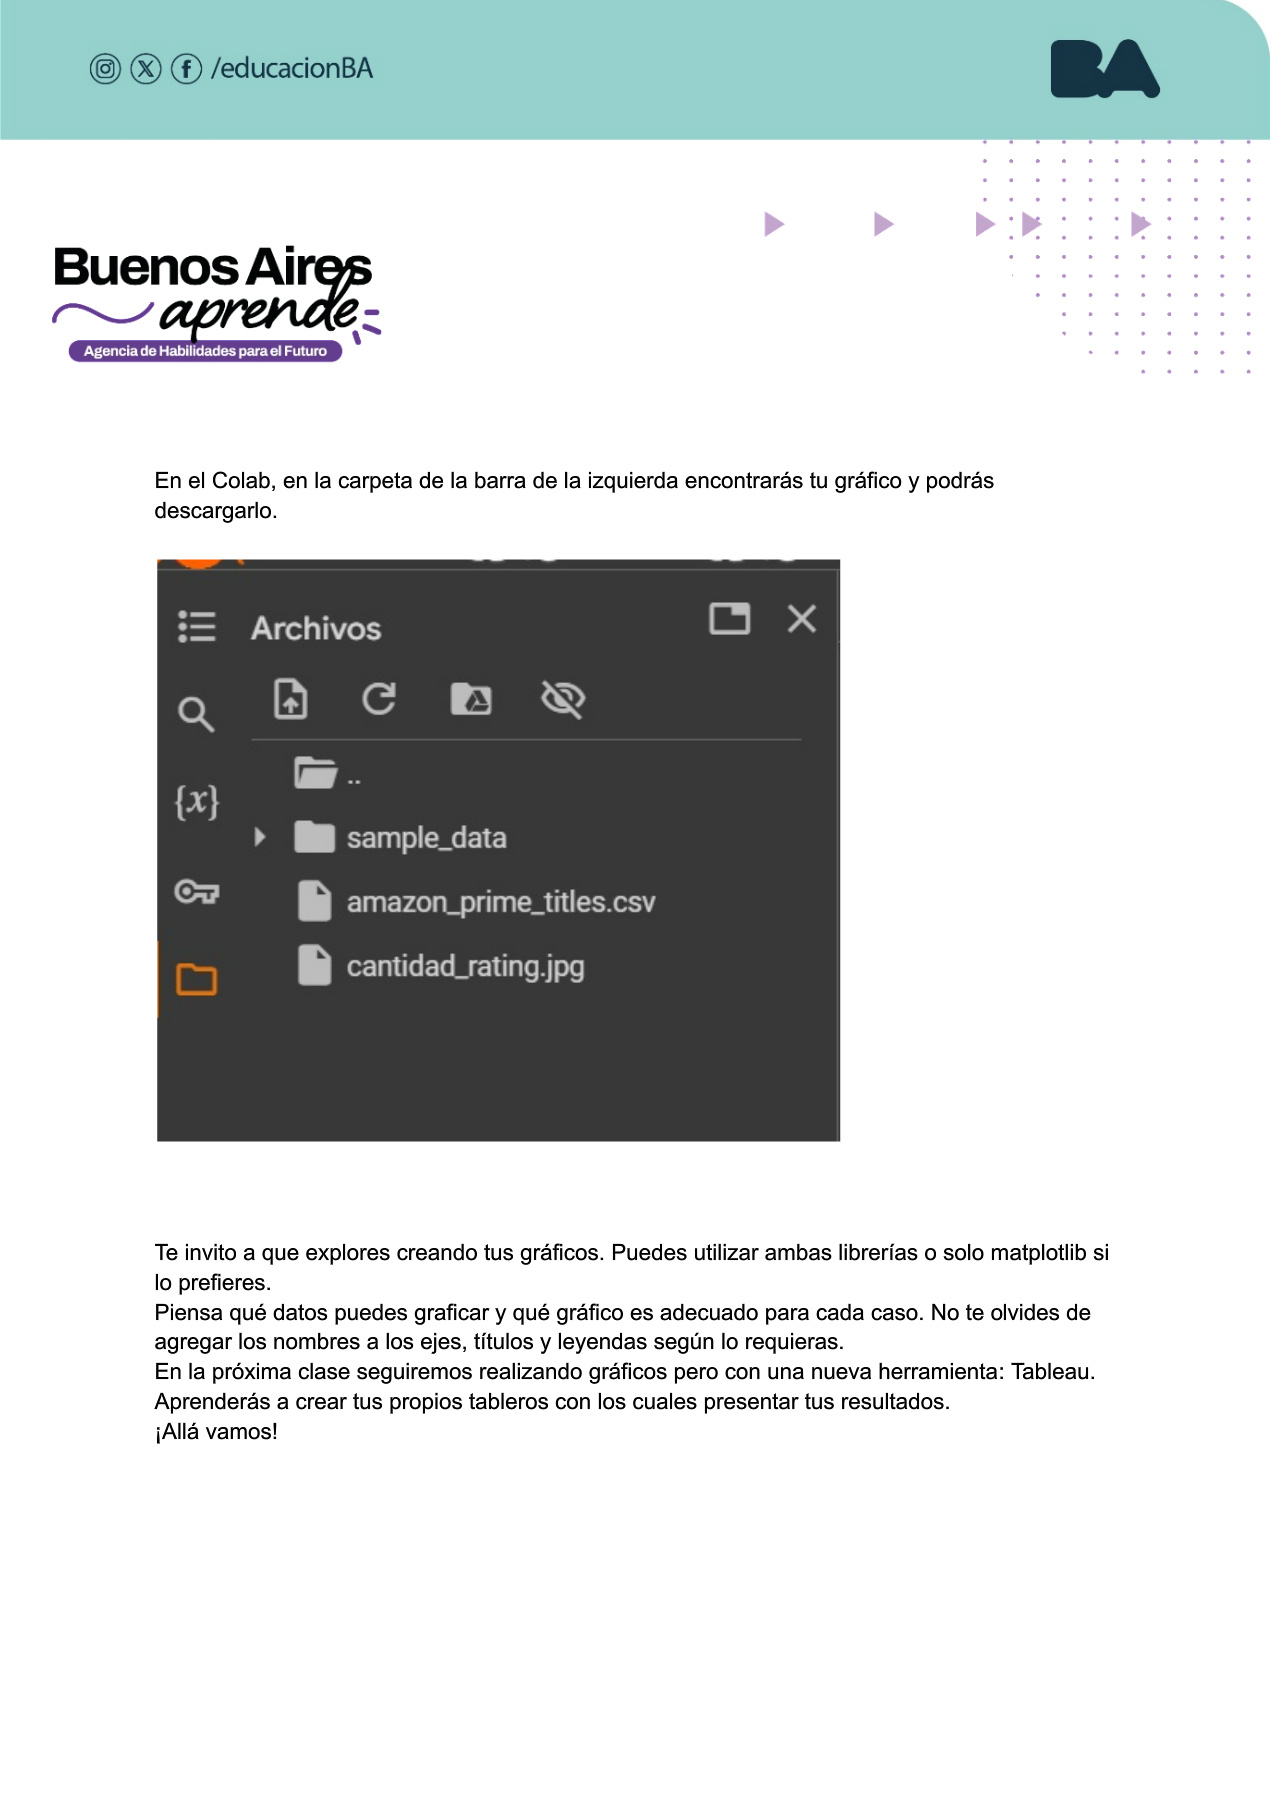 /educacionBA
BA
Buenos Aires
aprende
Agencia de Habilidades para el Futuro
En el Colab, en la carpeta de la barra de la izquierda encontrarás tu gráfico y podrás
descargarlo.
Archivos
{x}
..
sample_data
amazon_prime_titles.csv
cantidad_rating.jpg
Te invito a que explores creando tus gráficos. Puedes utilizar ambas librerías o solo matplotlib si
lo prefieres.
Piensa qué datos puedes graficar y qué gráfico es adecuado para cada caso. No te olvides de
agregar los nombres a los ejes, títulos y leyendas según lo requieras.
En la próxima clase seguiremos realizando gráficos pero con una nueva herramienta: Tableau.
Aprenderás a crear tus propios tableros con los cuales presentar tus resultados.
¡Allá vamos!